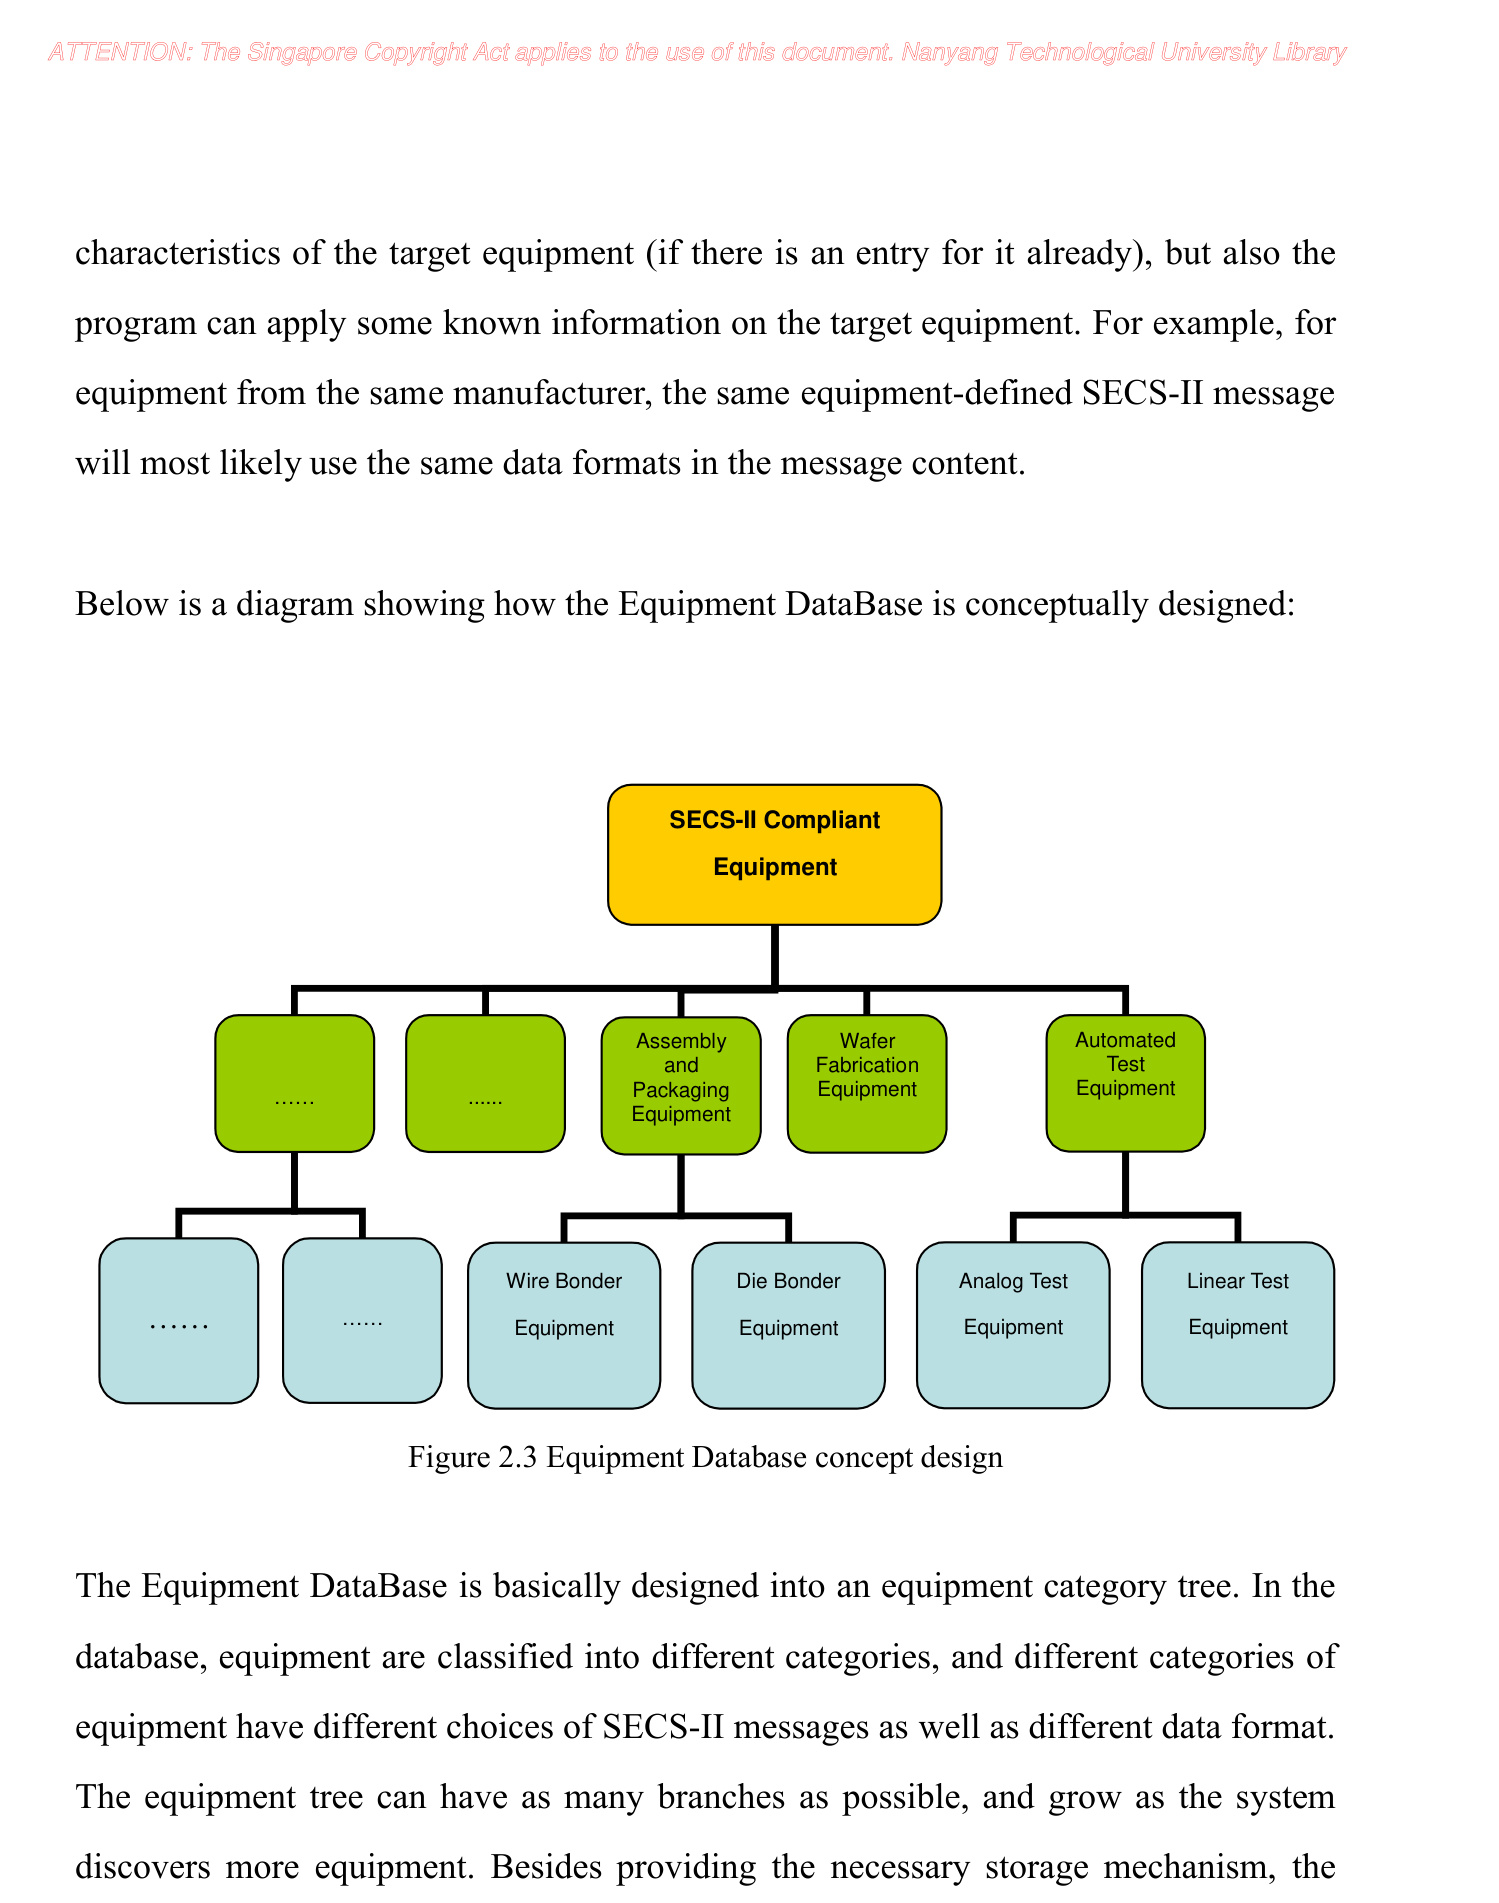 ATTENTION: The Singapore Copyright Act applies to the use of this document. Nanyang Technological University Library
characteristics of the target equipment (if there is an entry for it already), but also the
program can apply some known information on the target equipment. For example, for
equipment from the same manufacturer, the same equipment-defined SECS-II message
will most likely use the same data formats in the message content.
Below is a diagram showing how the Equipment DataBase is conceptually designed:
SECS-II Compliant
Equipment
……
......
Assembly
and
Packaging
Equipment
Wafer
Fabrication
Equipment
Automated
Test
Equipment
……
……
Wire Bonder
Equipment
Die Bonder
Equipment
Analog Test
Equipment
Linear Test
Equipment
Figure 2.3 Equipment Database concept design
The Equipment DataBase is basically designed into an equipment category tree. In the
database, equipment are classified into different categories, and different categories of
equipment have different choices of SECS-II messages as well as different data format.
The equipment tree can have as many branches as possible, and grow as the system
discovers more equipment. Besides providing the necessary storage mechanism, the